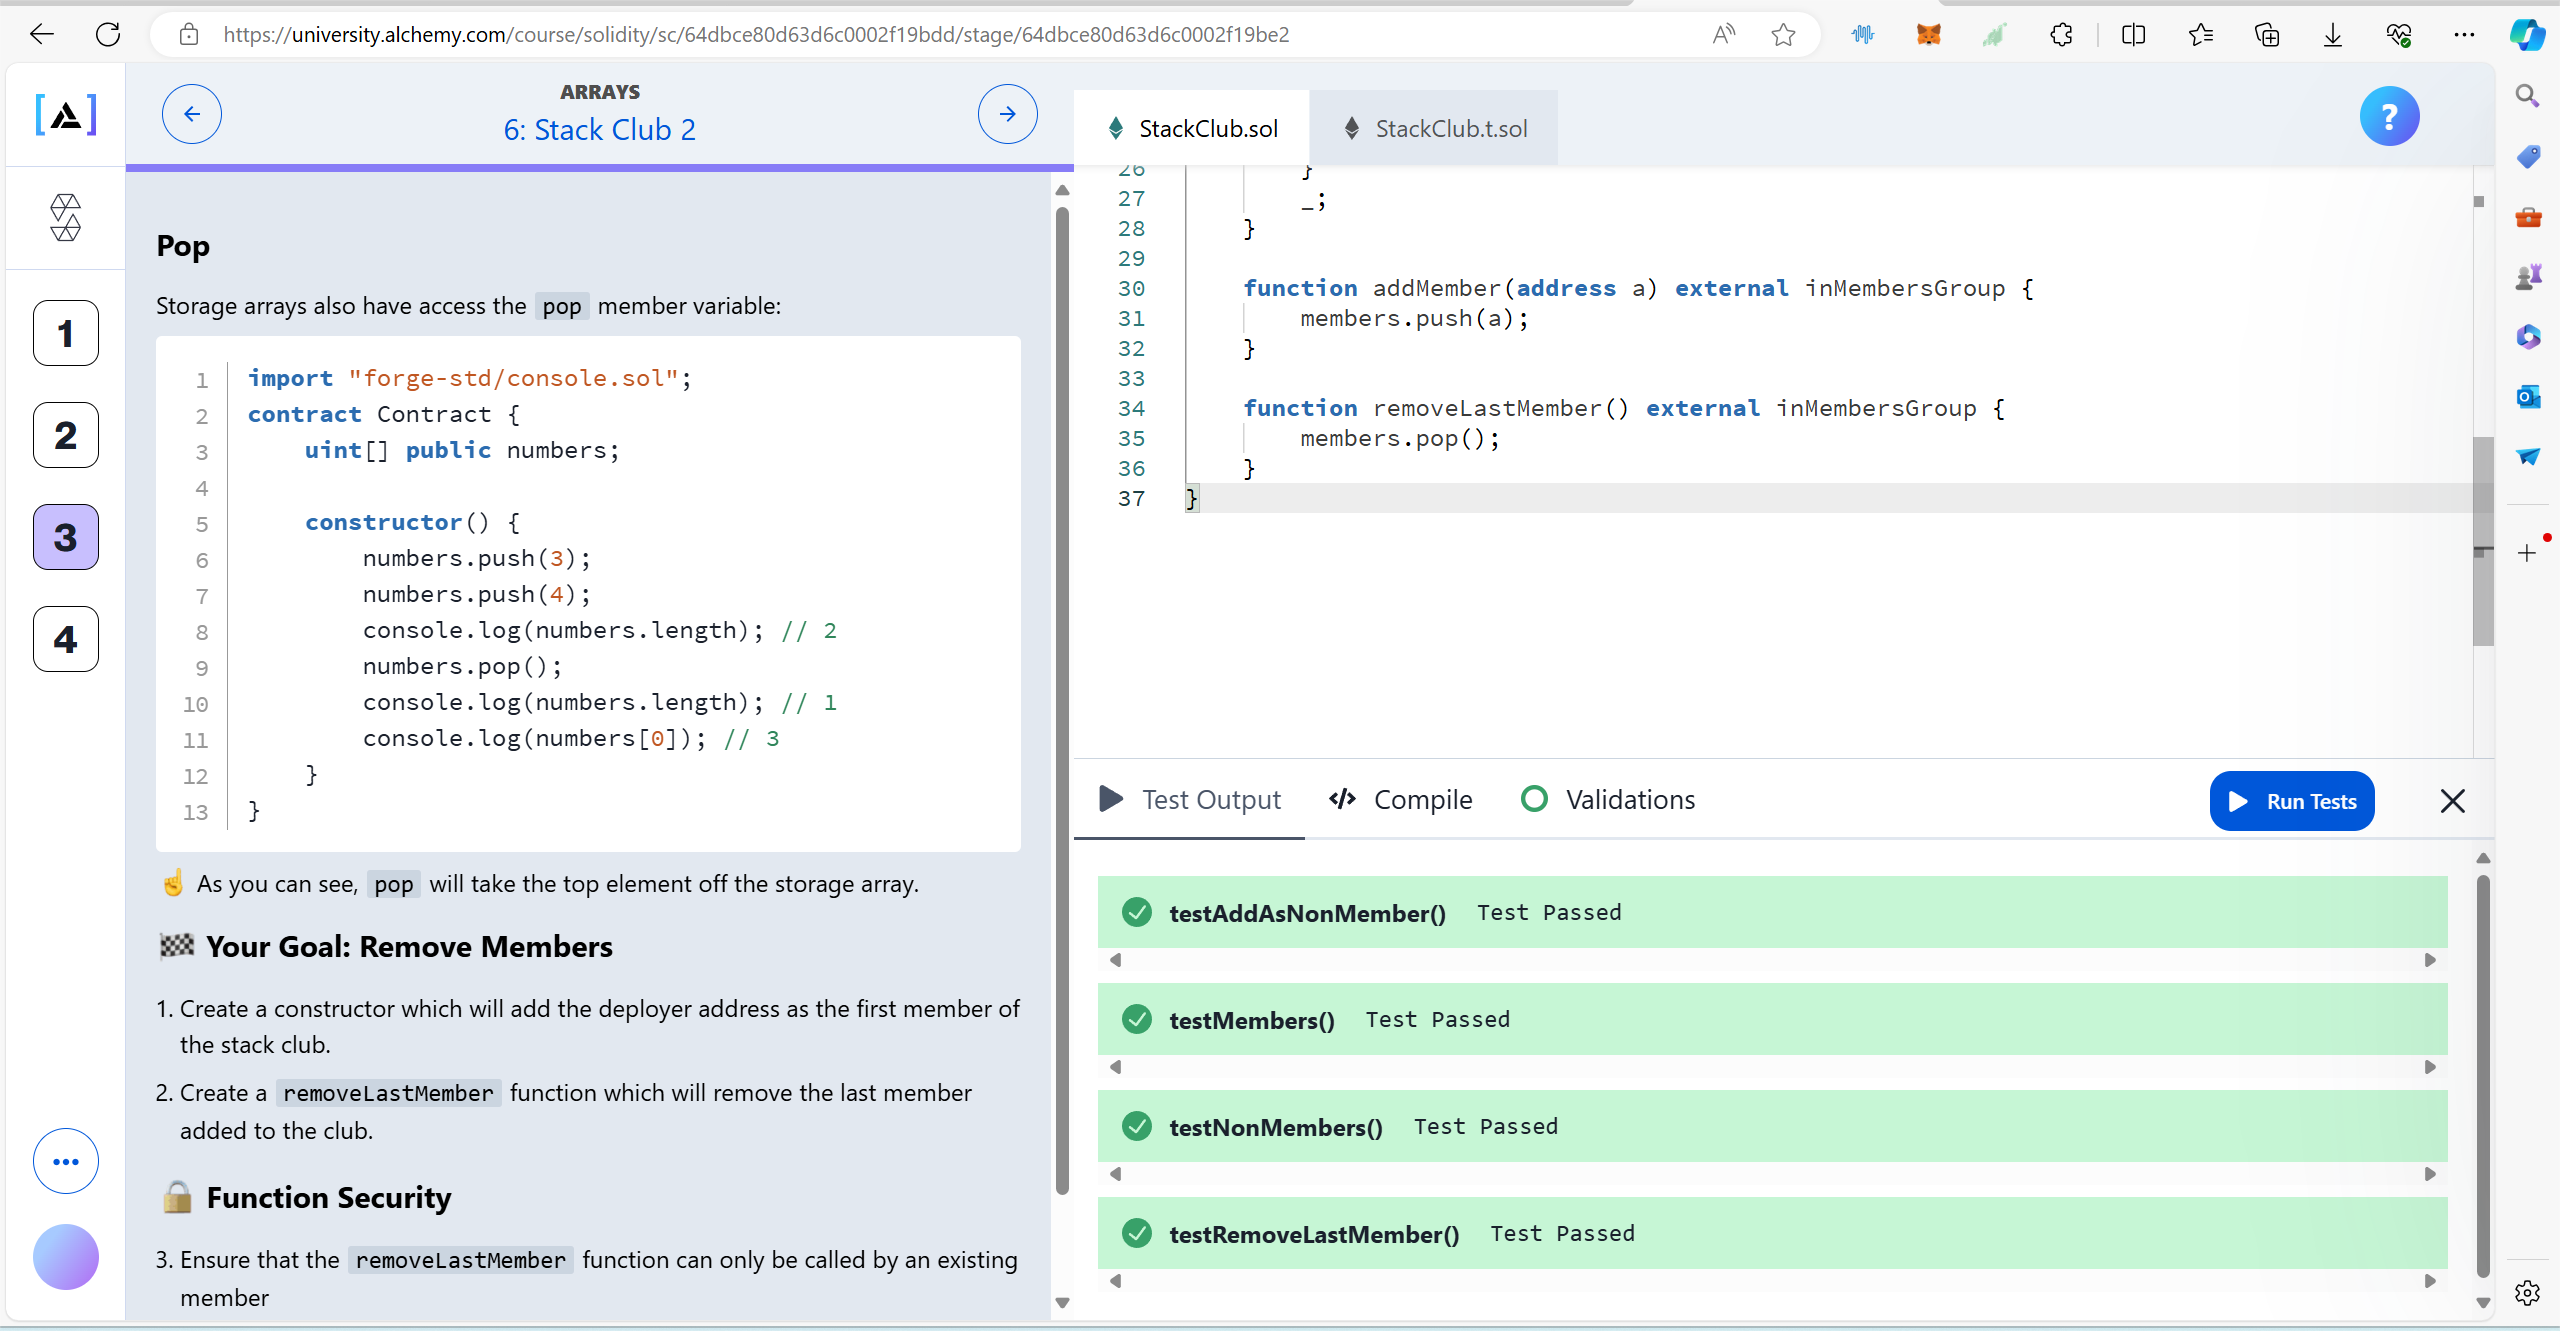 https://university.alchemy.com/course/solidity/sc/64dbce80d63d6c0002f19bdd/stage/64dbce80d63d6c0002f19be2
ARRAYS
6: Stack Club 2
1
2
3
4
Pop
Storage arrays also have access the pop member variable:
1 import "forge-std/console.sol";
2 contract Contract {
3 uint[] public numbers;
4
5 constructor() {
6 numbers.push(3);
7 numbers.push(4);
8 console.log(numbers.length); // 2
9 numbers.pop();
10 console.log(numbers.length); // 1
11 console.log(numbers[0]); // 3
12 }
13 }
☝ As you can see, pop will take the top element off the storage array.
🏁 Your Goal: Remove Members
1. Create a constructor which will add the deployer address as the first member of
the stack club.
2. Create a removeLastMember function which will remove the last member
added to the club.
🔒 Function Security
3. Ensure that the removeLastMember function can only be called by an existing
member
StackClub.sol
StackClub.t.sol
?
26 }
27 _;
28 }
29
30 function addMember(address a) external inMembersGroup {
31 members.push(a);
32 }
33
34 function removeLastMember() external inMembersGroup {
35 members.pop();
36 }
37 }
Test Output
</> Compile
Validations
Run Tests
testAddAsNonMember() Test Passed
testMembers() Test Passed
testNonMembers() Test Passed
testRemoveLastMember() Test Passed